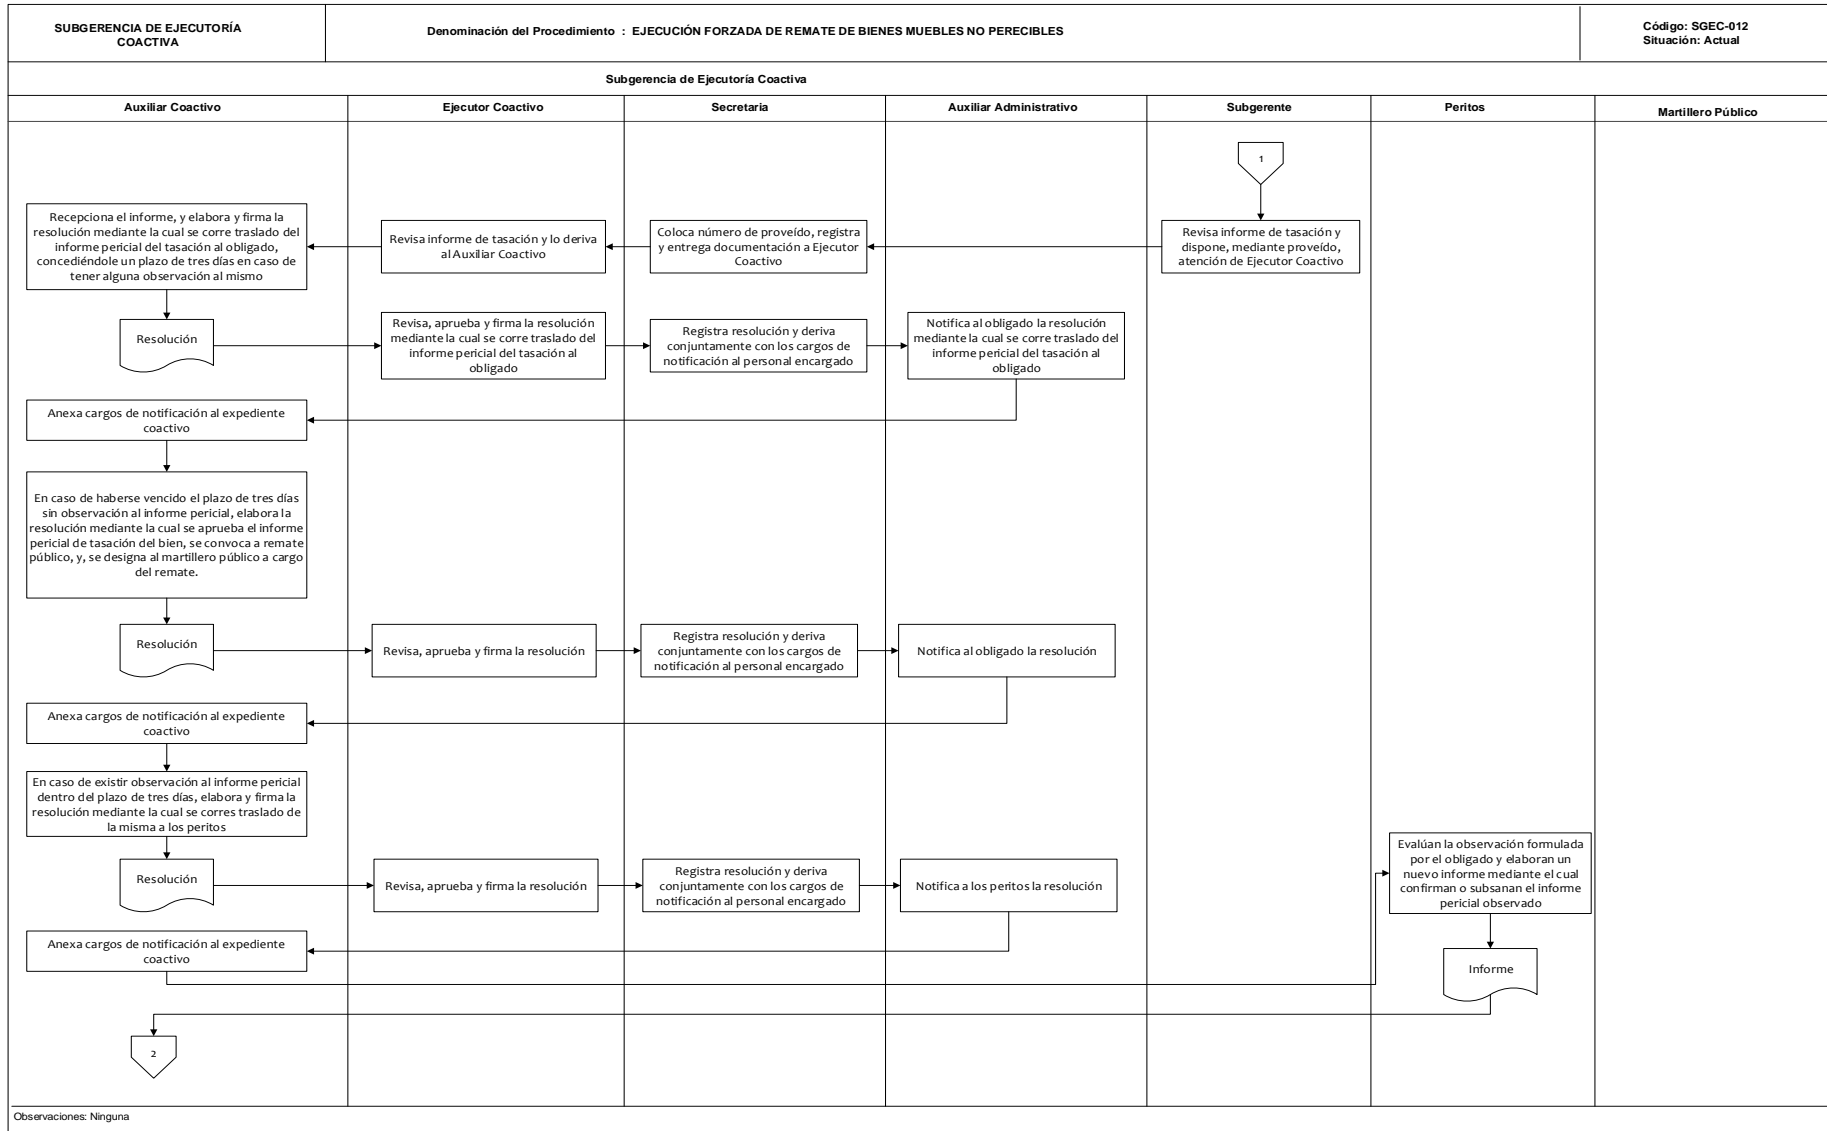 SUBGERENCIA DE EJECUTORÍA
COACTIVA
Denominación del Procedimiento : EJECUCIÓN FORZADA DE REMATE DE BIENES MUEBLES NO PERECIBLES
Código: SGEC-012
Situación: Actual
Subgerencia de Ejecutoría Coactiva
Auxiliar Coactivo
Ejecutor Coactivo
Secretaria
Auxiliar Administrativo
Subgerente
Peritos
Martillero Público
1
Recepciona el informe, y elabora y firma la
resolución mediante la cual se corre traslado del
informe pericial del tasación al obligado,
concediéndole un plazo de tres días en caso de
tener alguna observación al mismo
Revisa informe de tasación y lo deriva
al Auxiliar Coactivo
Coloca número de proveído, registra
y entrega documentación a Ejecutor
Coactivo
Revisa informe de tasación y
dispone, mediante proveído,
atención de Ejecutor Coactivo
Resolución
Revisa, aprueba y firma la resolución
mediante la cual se corre traslado del
informe pericial del tasación al
obligado
Registra resolución y deriva
conjuntamente con los cargos de
notificación al personal encargado
Notifica al obligado la resolución
mediante la cual se corre traslado del
informe pericial del tasación al
obligado
Anexa cargos de notificación al expediente
coactivo
En caso de haberse vencido el plazo de tres días
sin observación al informe pericial, elabora la
resolución mediante la cual se aprueba el informe
pericial de tasación del bien, se convoca a remate
público, y, se designa al martillero público a cargo
del remate.
Resolución
Revisa, aprueba y firma la resolución
Registra resolución y deriva
conjuntamente con los cargos de
notificación al personal encargado
Notifica al obligado la resolución
Anexa cargos de notificación al expediente
coactivo
En caso de existir observación al informe pericial
dentro del plazo de tres días, elabora y firma la
resolución mediante la cual se corres traslado de
la misma a los peritos
Resolución
Revisa, aprueba y firma la resolución
Registra resolución y deriva
conjuntamente con los cargos de
notificación al personal encargado
Notifica a los peritos la resolución
Evalúan la observación formulada
por el obligado y elaboran un
nuevo informe mediante el cual
confirman o subsanan el informe
pericial observado
Anexa cargos de notificación al expediente
coactivo
Informe
2
Observaciones: Ninguna